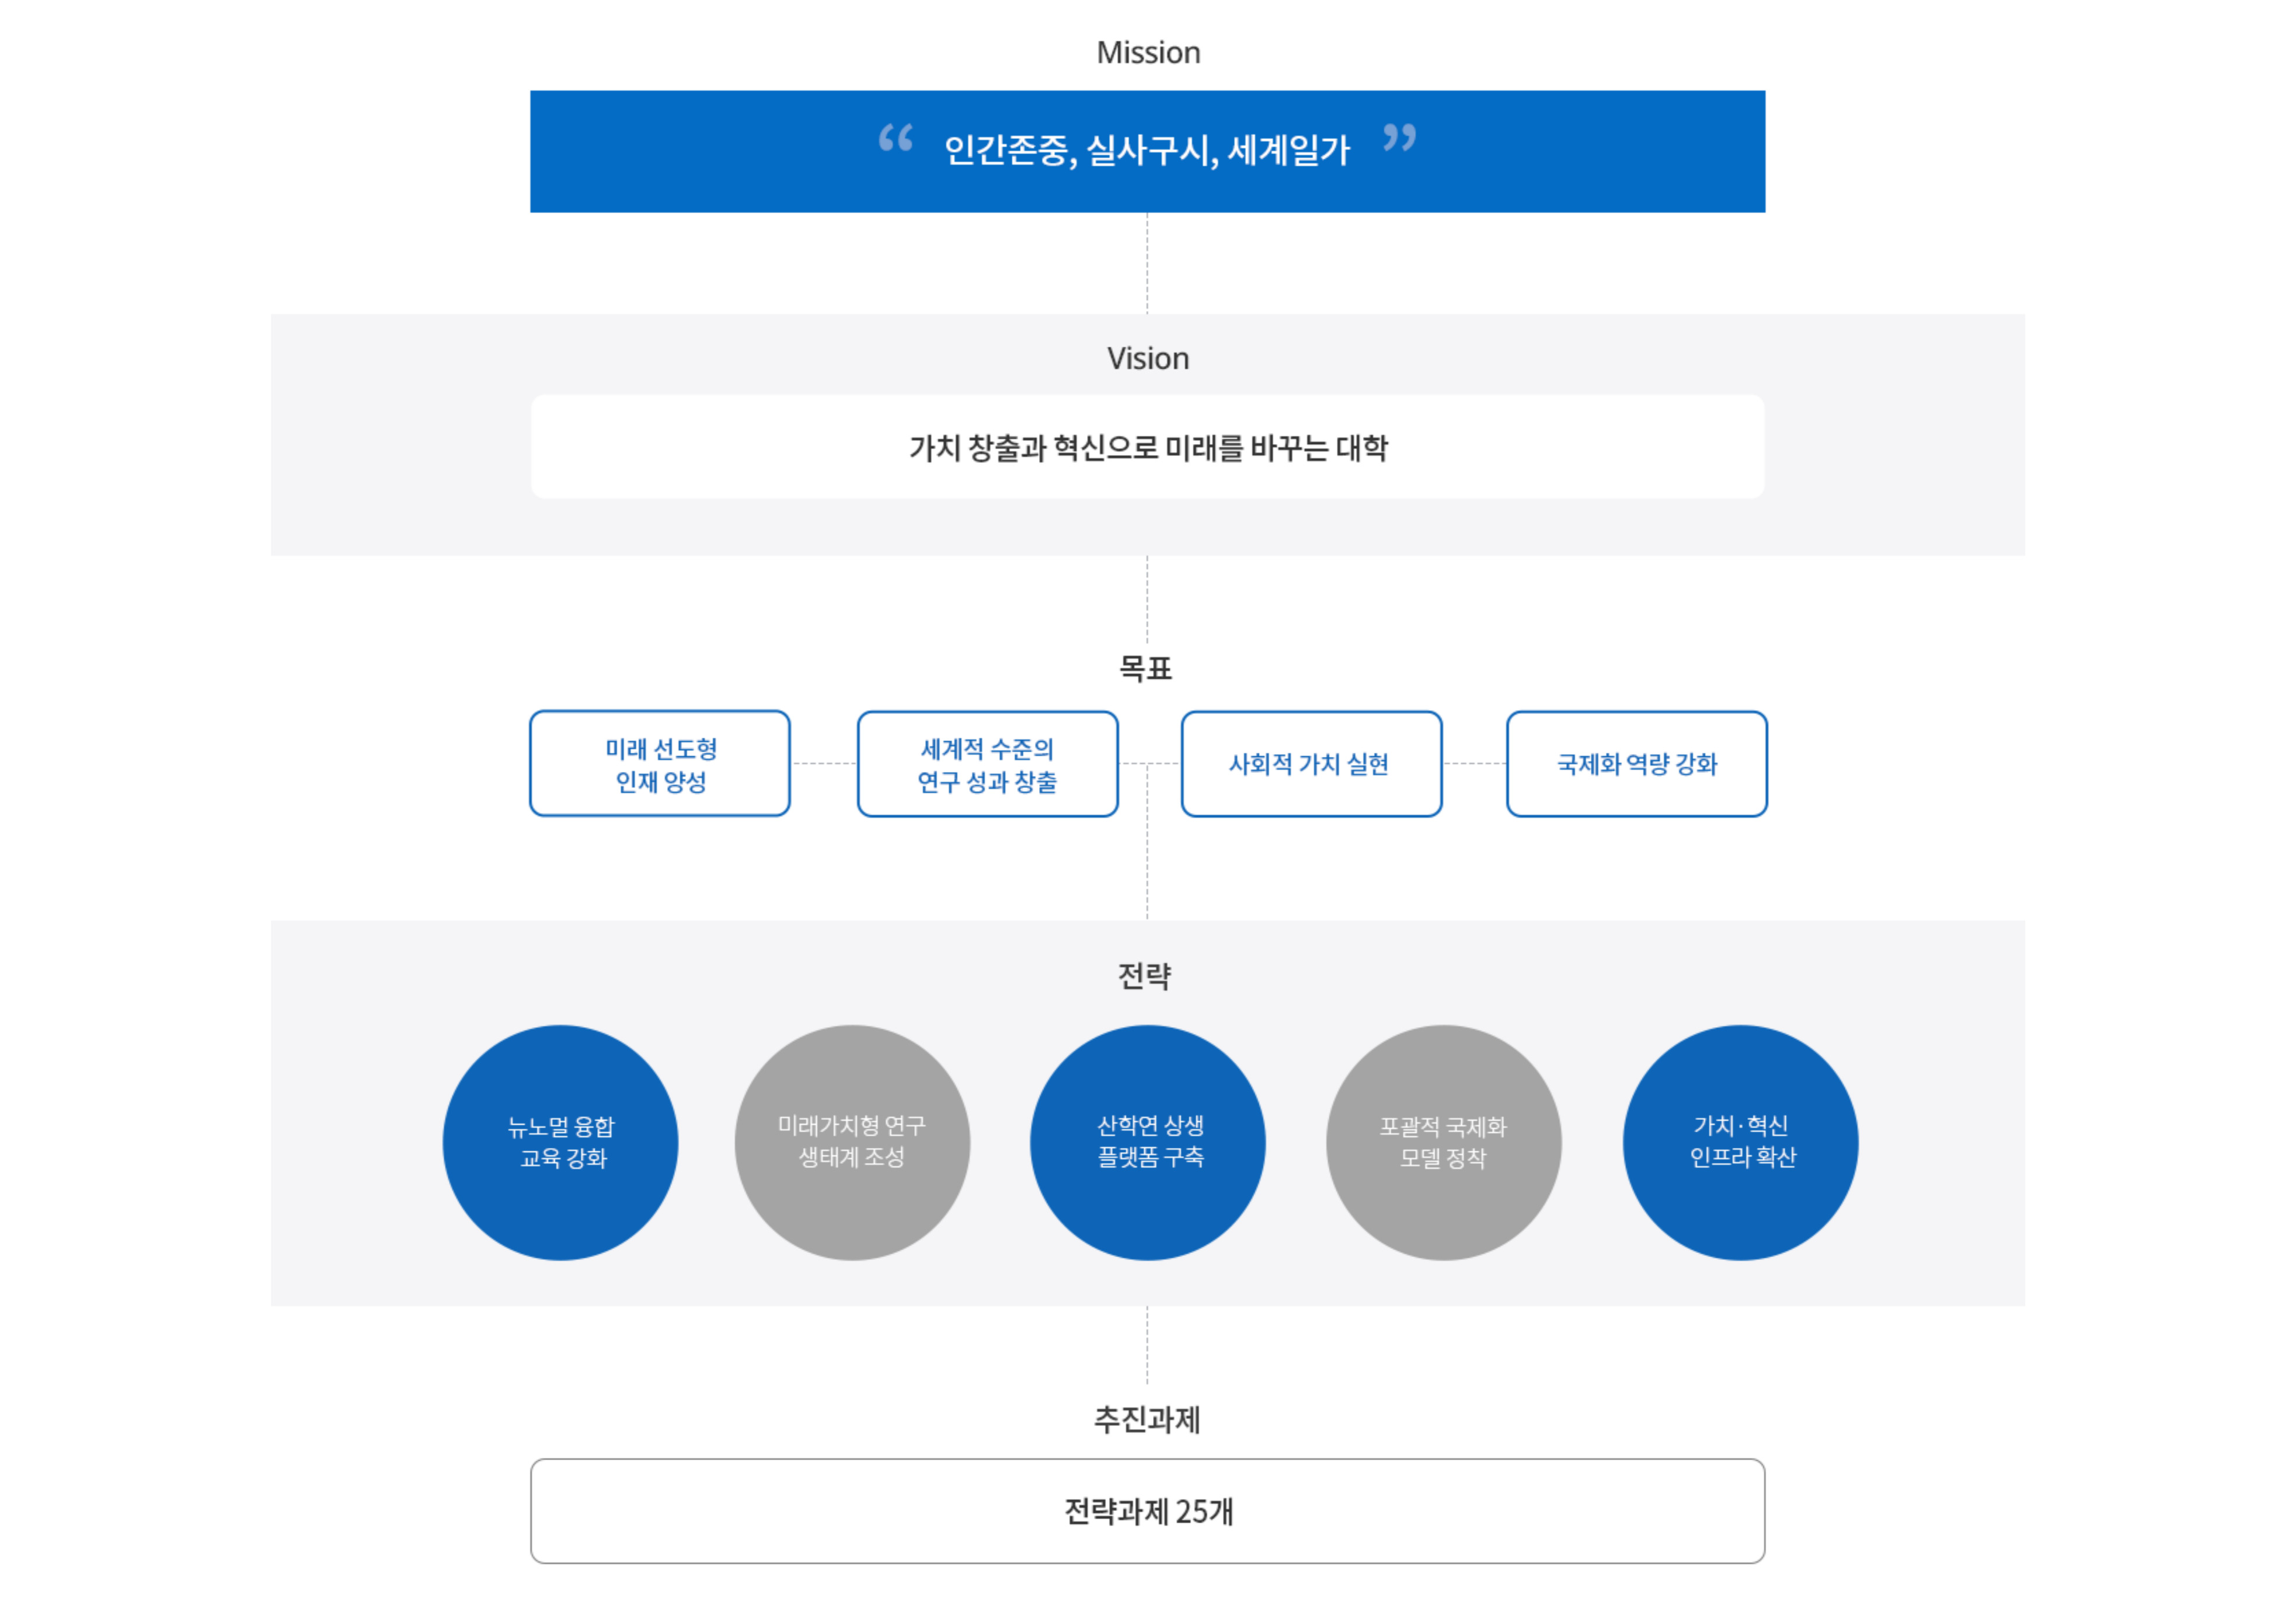 Mission
“ 인간존중, 실사구시, 세계일가 ”
Vision
가치 창출과 혁신으로 미래를 바꾸는 대학
목표
미래 선도형
인재 양성
세계적 수준의
연구 성과 창출
사회적 가치 실현
국제화 역량 강화
전략
뉴노멀 융합
교육 강화
미래가치형 연구
생태계 조성
산학연 상생
플랫폼 구축
포괄적 국제화
모델 정착
가치·혁신
인프라 확산
추진과제
전략과제 25개